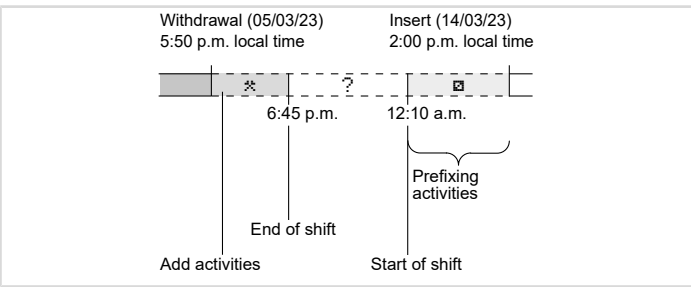 Withdrawal (05/03/23)
5:50 p.m. local time
Insert (14/03/23)
2:00 p.m. local time
?
6:45 p.m.
12:10 a.m.
Prefixing
activities
End of shift
Add activities
Start of shift